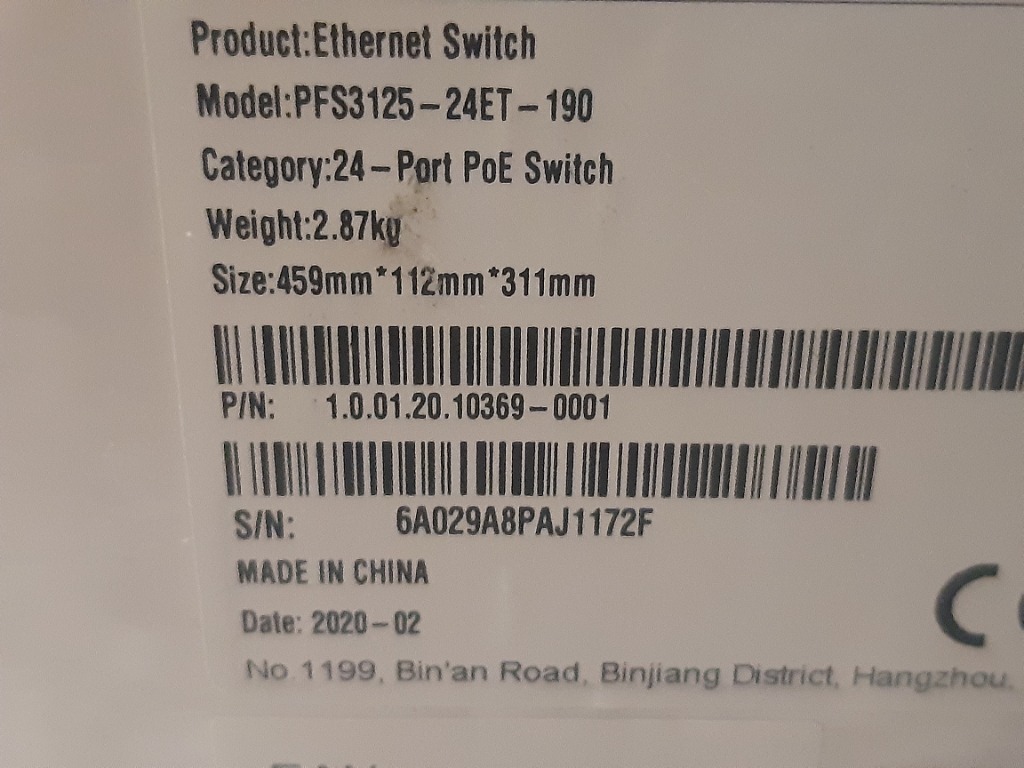 Product:Ethernet Switch
Model:PFS3125-24ET-190
Category:24-Port PoE Switch
Weight:2.87kg
Size:459mm*112mm*311mm
P/N: 1.0.01.20.10369-0001
S/N: 6A029A8PAJ1172F
MADE IN CHINA
Date: 2020-02
No.1199, Bin'an Road, Binjiang District, Hangzhou,